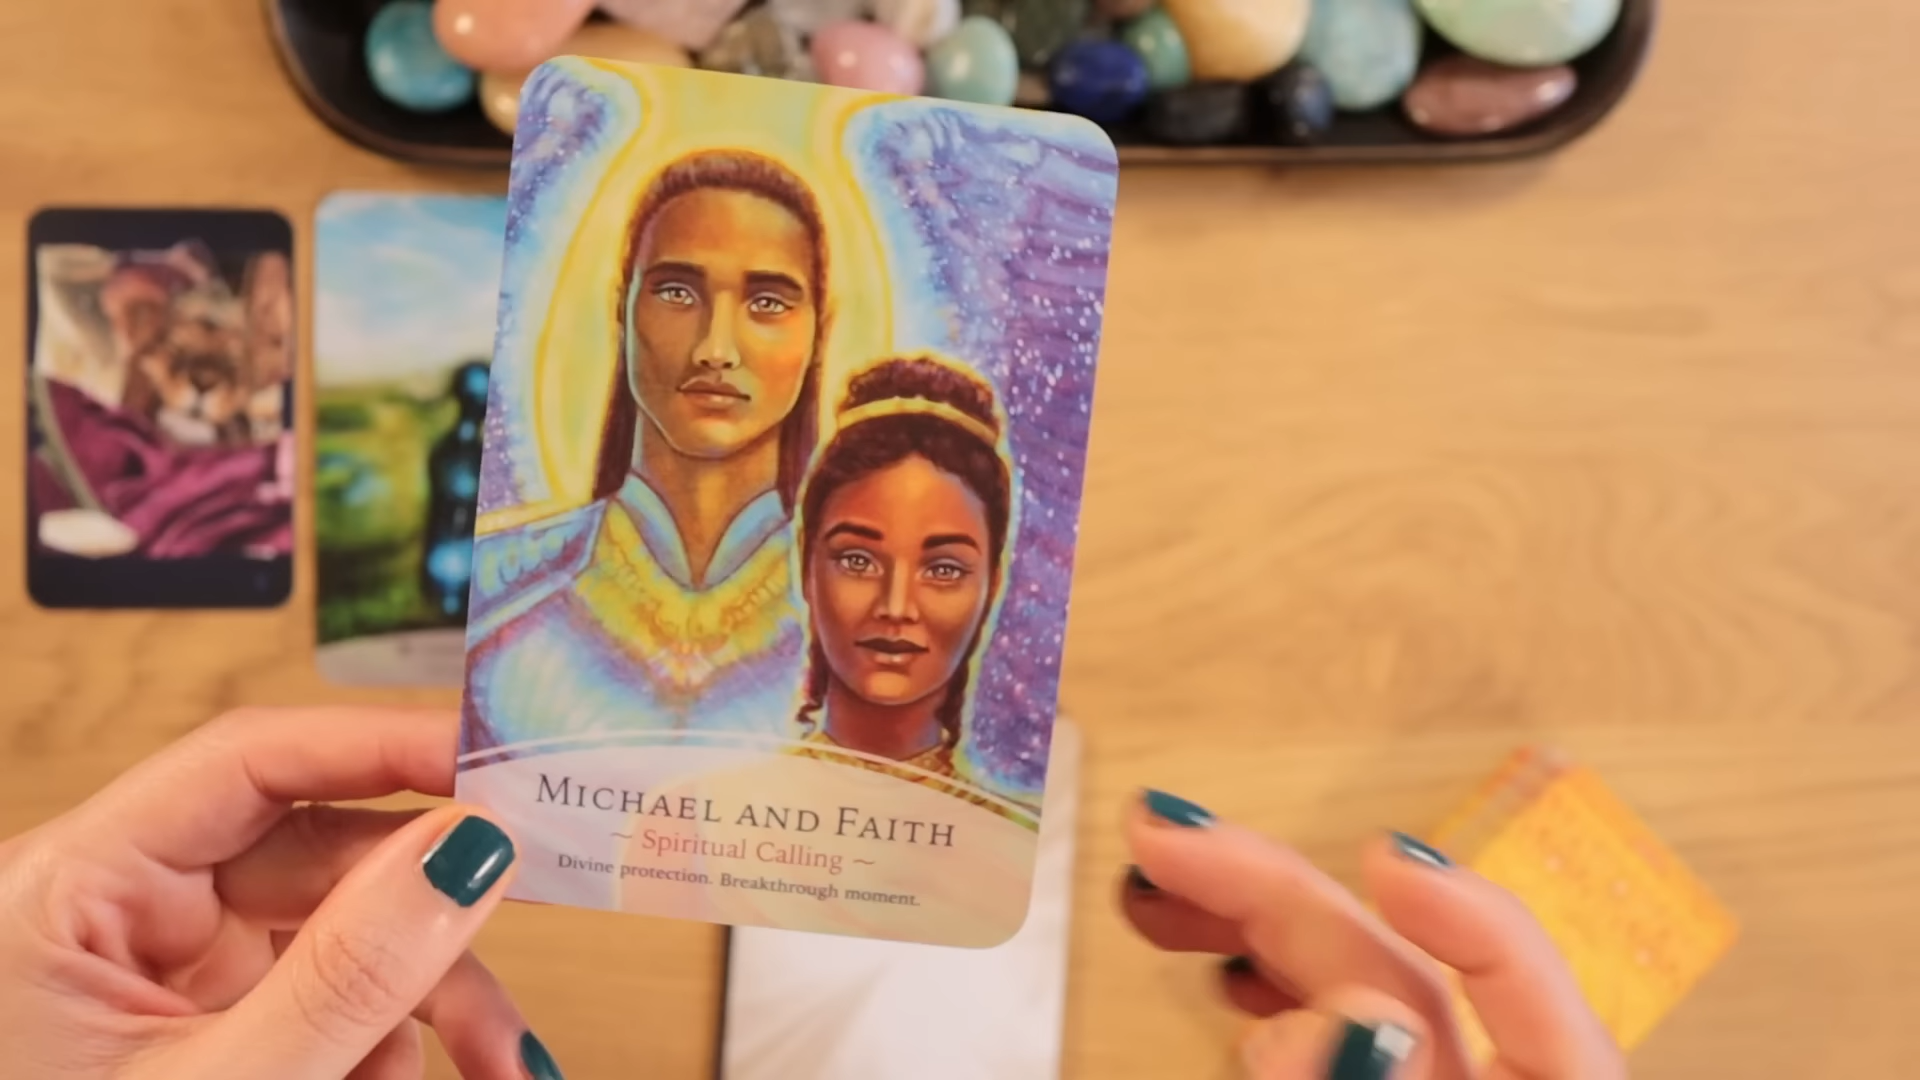 MICHAEL AND FAITH
~ Spiritual Calling ~
Divine protection. Breakthrough moment.